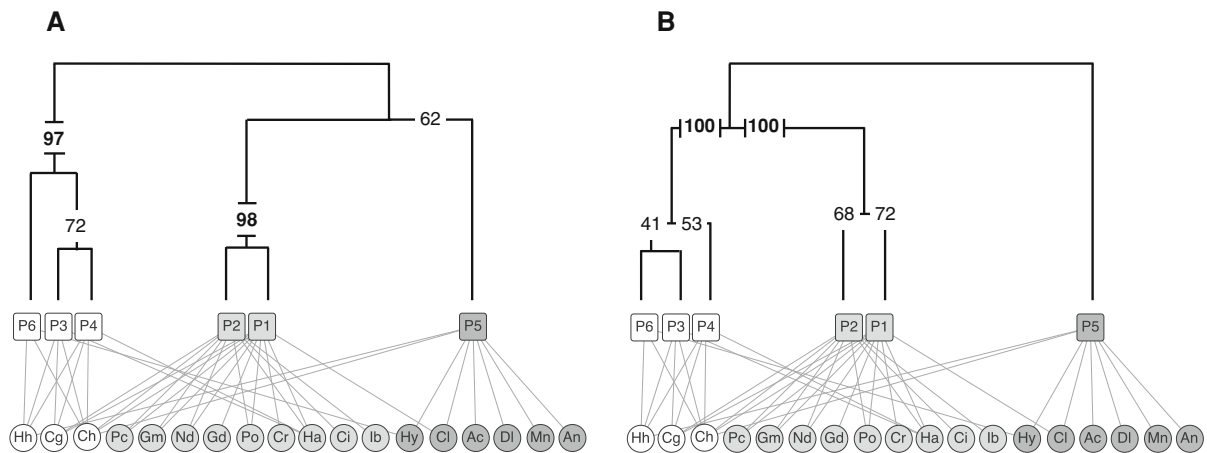 A B
62
97 100 100
98 68 72
72 41 53
P6 P3 P4 P2 P1 P5 P6 P3 P4 P2 P1 P5
Hh Cg Ch Pc Gm Nd Gd Po Cr Ha Ci Ib Hy Cl Ac Dl Mn An Hh Cg Ch Pc Gm Nd Gd Po Cr Ha Ci Ib Hy Cl Ac Dl Mn An